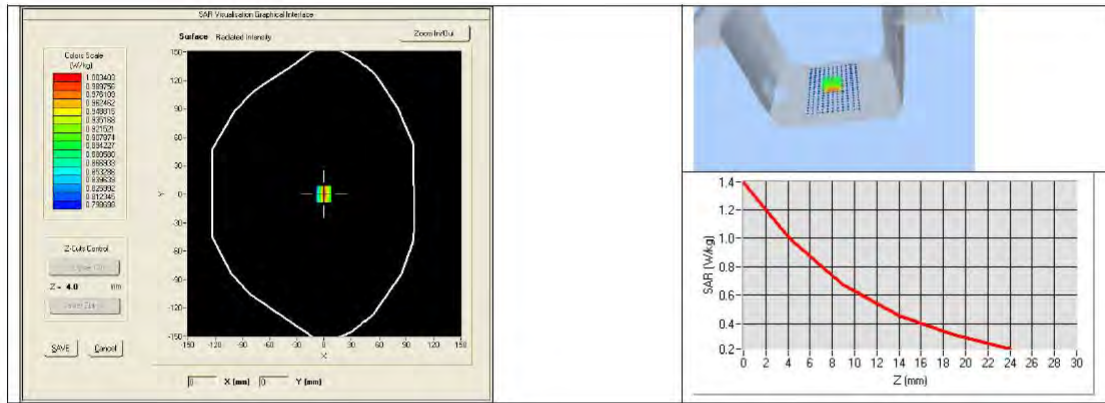 SAR Visualisation Graphical Interface
Surface Radiated Intensity
Zoom In/Out
Colors Scale
(W/kg)
1.003403
0.989756
0.976109
0.962462
0.948815
0.935168
0.921521
0.907874
0.894227
0.880580
0.866933
0.853286
0.839639
0.825992
0.812345
0.798698
Z-Cuts Control
Z = 4.0 mm
SAVE
Cancel
150
120
90
60
30
0
-30
-60
-90
-120
-150
Y
-150 -120 -90 -60 -30 0 30 60 90 120 150
X
0 X (mm) 0 Y (mm)
1.4
1.2
1.0
0.8
0.6
0.4
0.2
SAR (W/kg)
0 2 4 6 8 10 12 14 16 18 20 22 24 26 28 30
Z (mm)